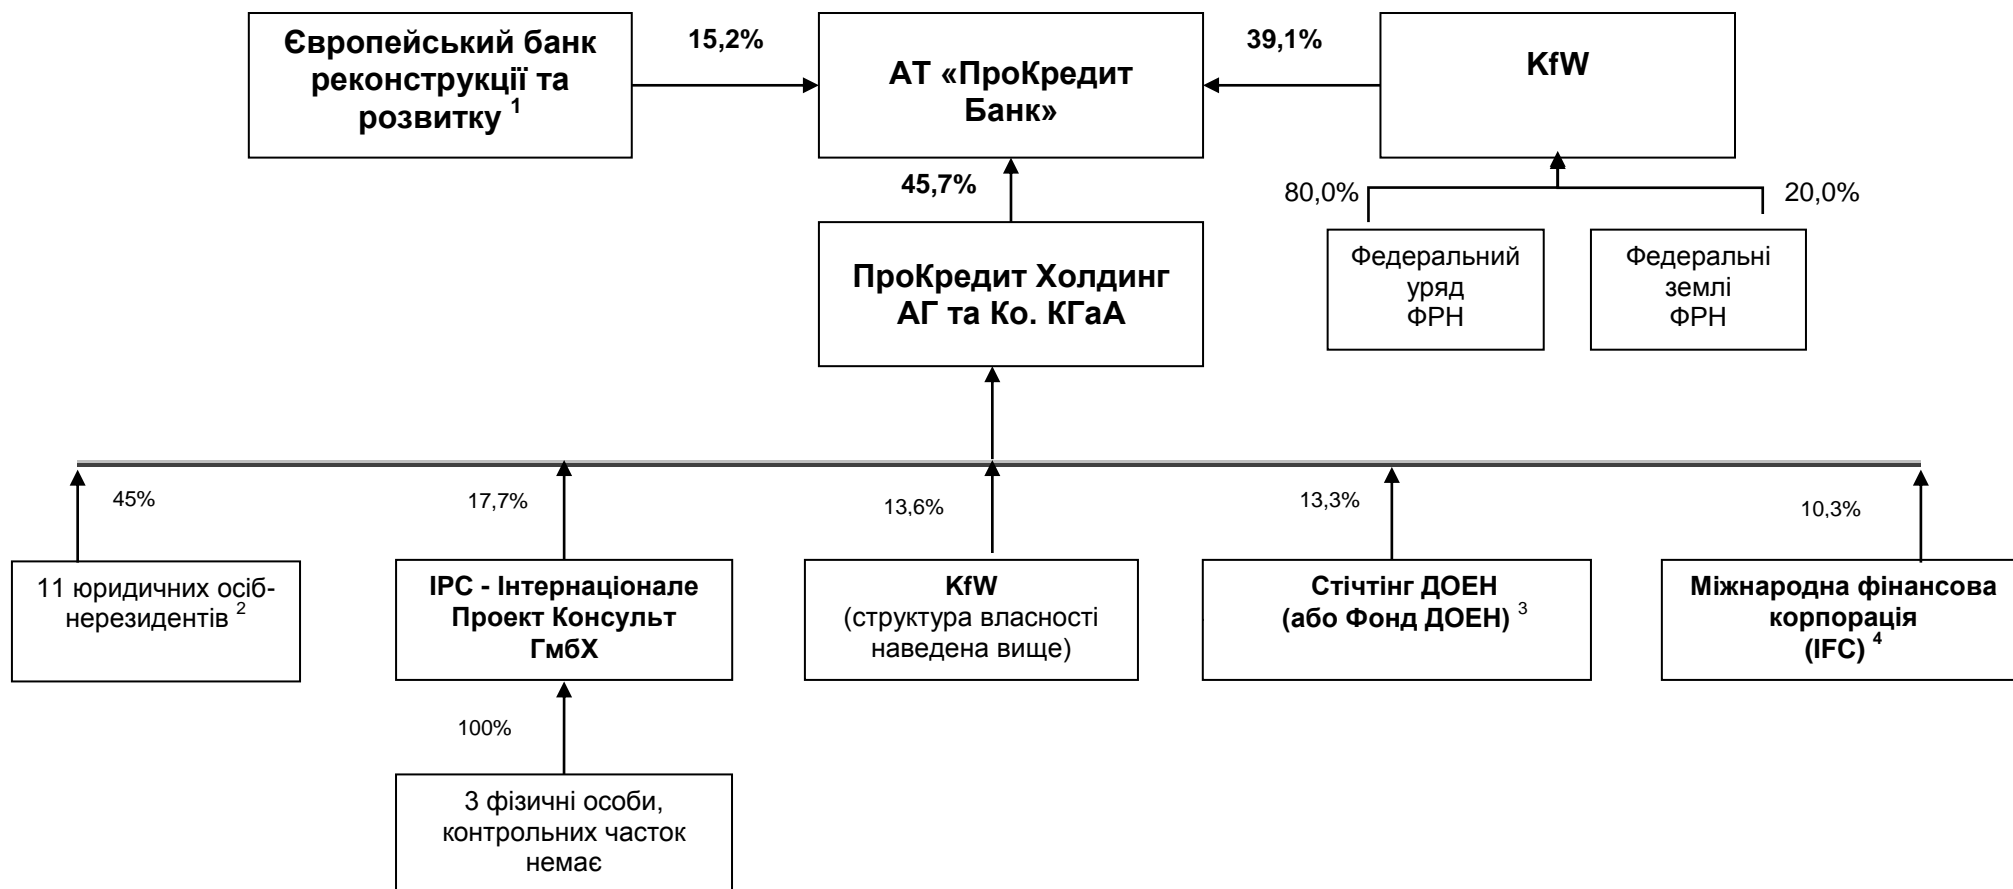 Європейський банк
реконструкції та
розвитку 1
15,2%
АТ «ПроКредит
Банк»
39,1%
KfW
45,7%
80,0%
20,0%
ПроКредит Холдинг
АГ та Ко. КГаА
Федеральний
уряд
ФРН
Федеральні
землі
ФРН
45%
17,7%
13,6%
13,3%
10,3%
11 юридичних осіб-
нерезидентів 2
ІРС - Інтернаціонале
Проект Консульт
ГмбХ
KfW
(структура власності
наведена вище)
Стічтінг ДОЕН
(або Фонд ДОЕН) 3
Міжнародна фінансова
корпорація
(IFC) 4
100%
3 фізичні особи,
контрольних часток
немає